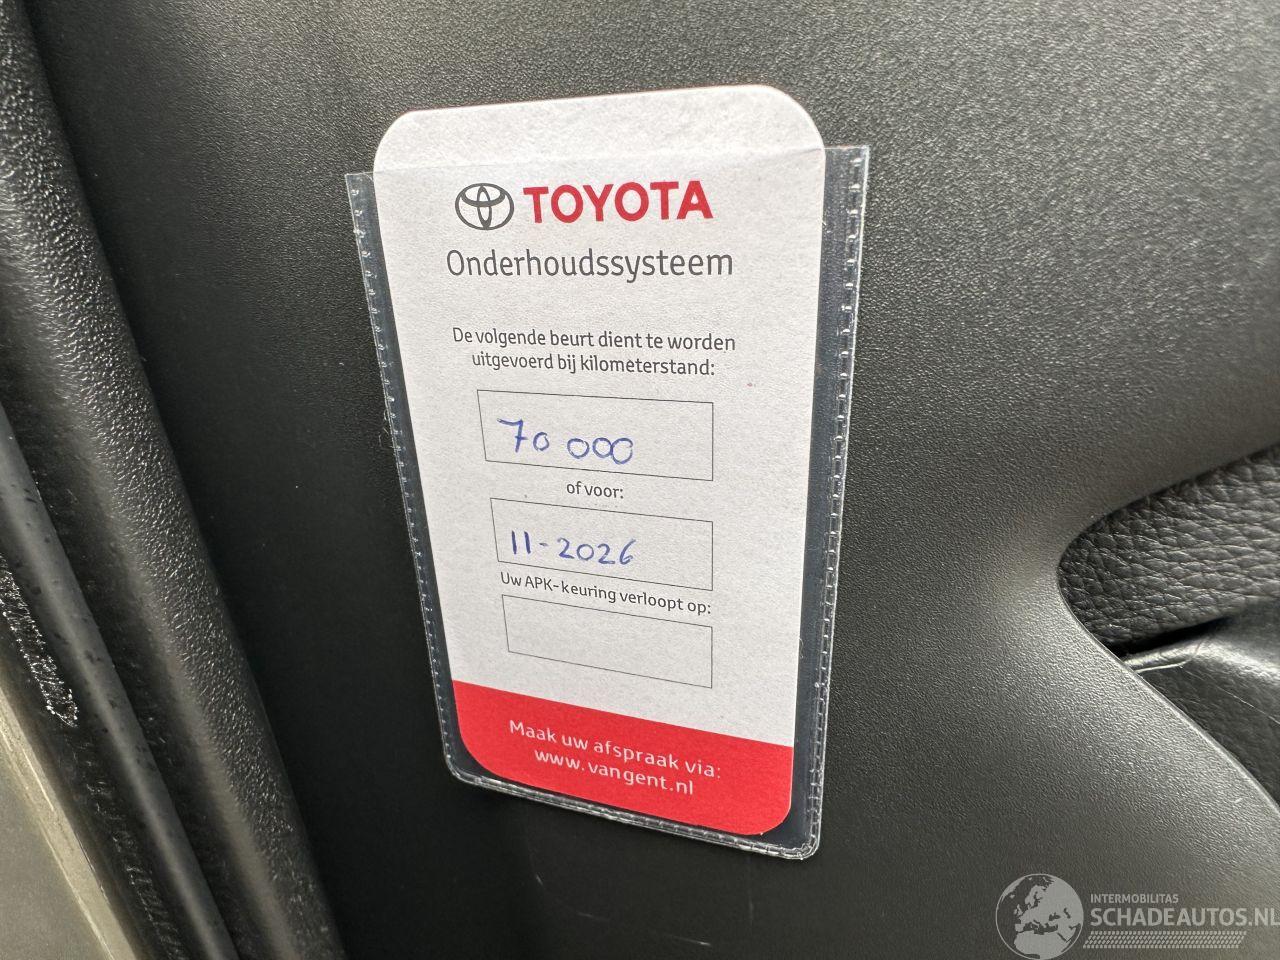 TOYOTA
Onderhoudssysteem
De volgende beurt dient te worden
uitgevoerd bij kilometerstand:
70 000
of voor:
11-2026
Uw APK-keuring verloopt op:
Maak uw afspraak via:
www.vangent.nl
INTERMOBILITAS
SCHADEAUTOS.NL